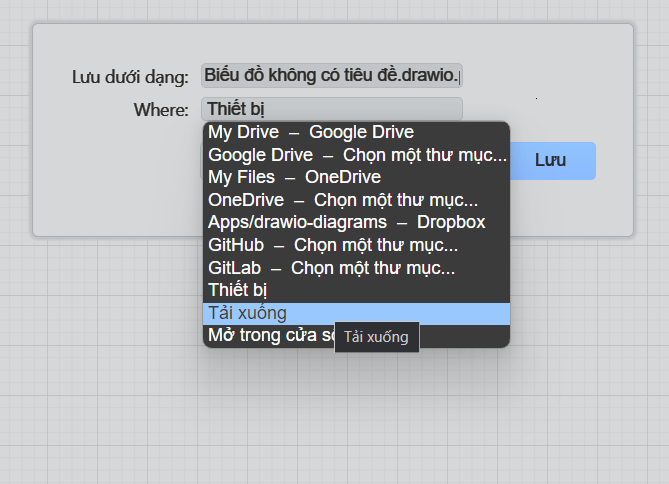 Lưu dưới dạng: Biểu đồ không có tiêu đề.drawio.
Where: Thiết bị
My Drive – Google Drive
Google Drive – Chọn một thư mục...
My Files – OneDrive
OneDrive – Chọn một thư mục... Lưu
Apps/drawio-diagrams – Dropbox
GitHub – Chọn một thư mục...
GitLab – Chọn một thư mục...
Thiết bị
Tải xuống
Mở trong cửa
Tải xuống